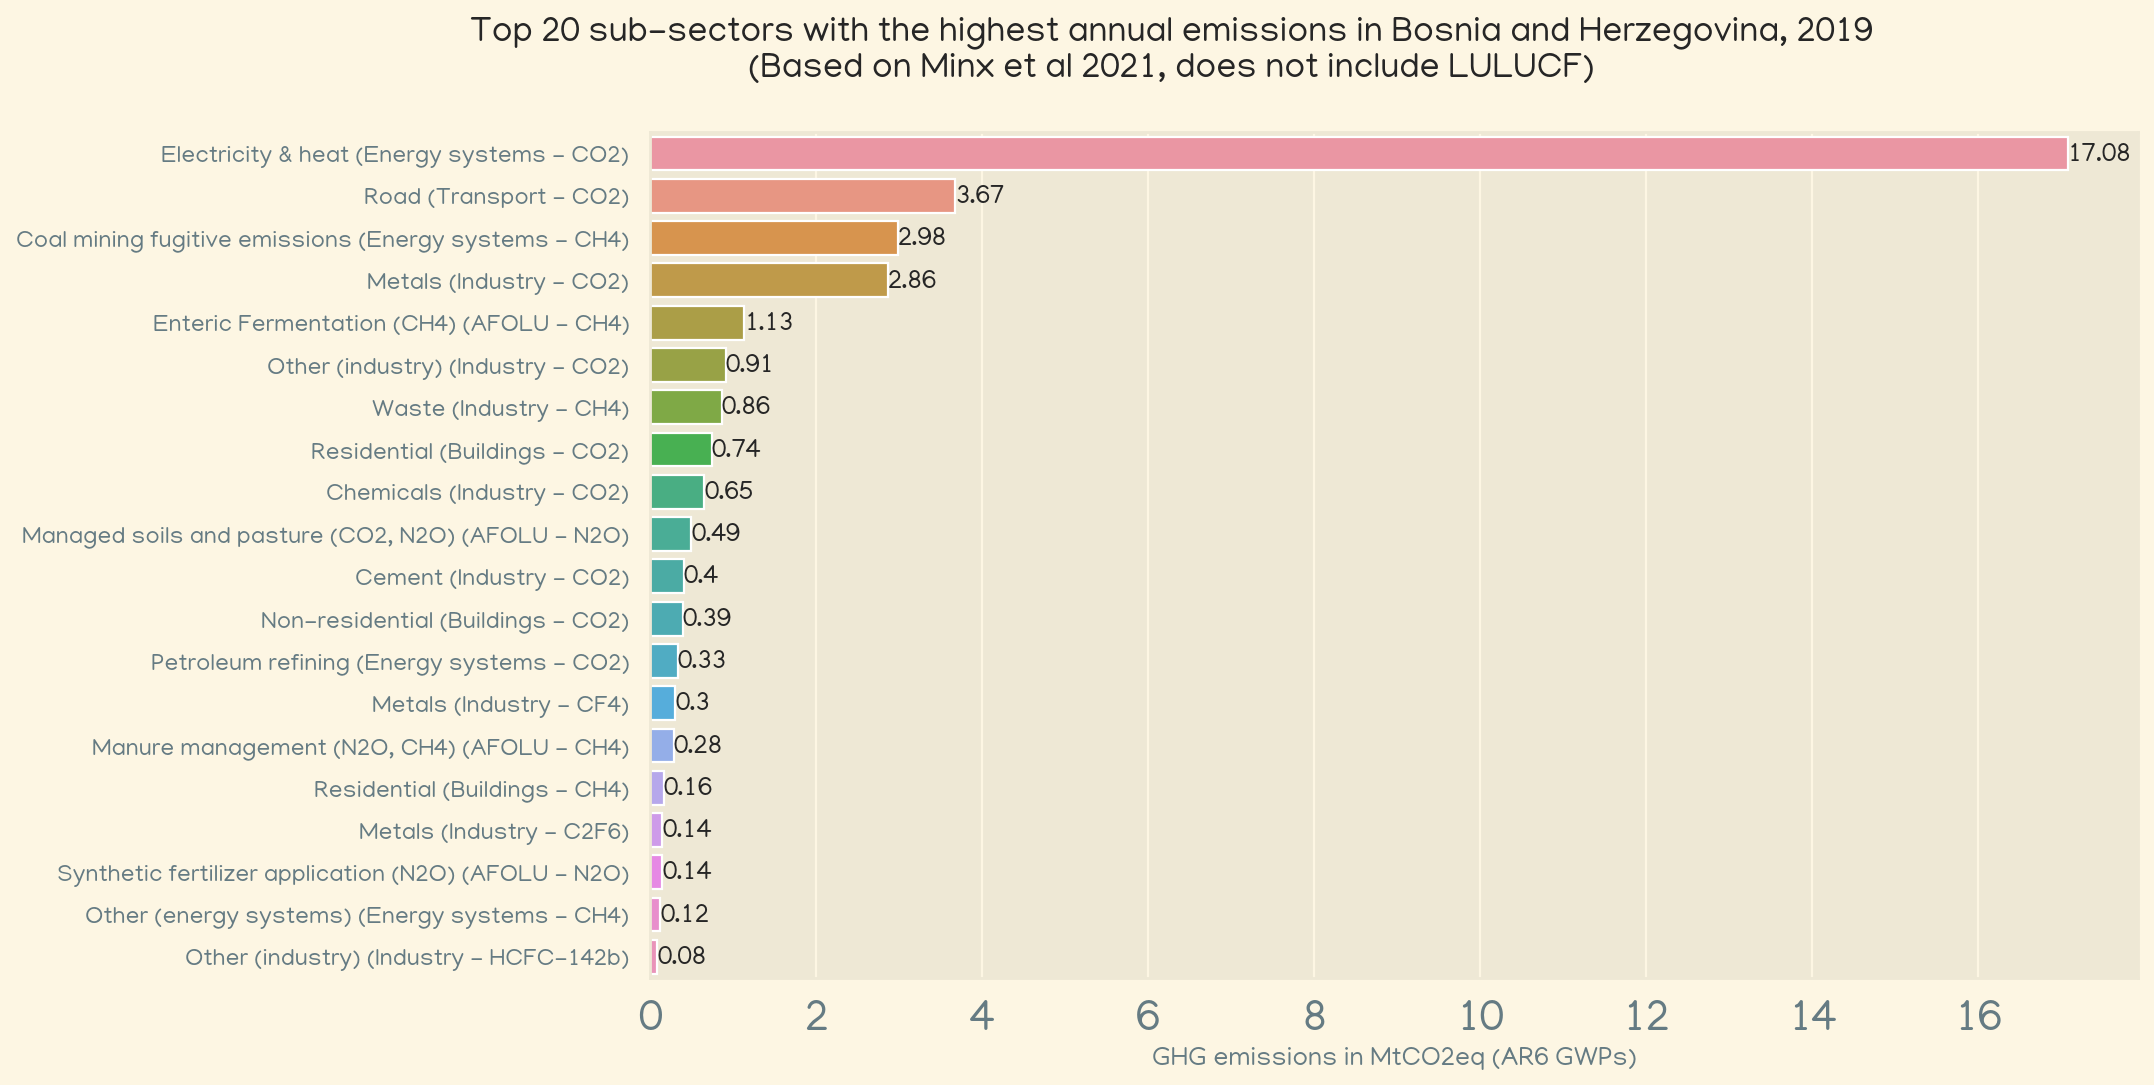 Top 20 sub-sectors with the highest annual emissions in Bosnia and Herzegovina, 2019
(Based on Minx et al 2021, does not include LULUCF)
Electricity & heat (Energy systems - CO2) 17.08
Road (Transport - CO2) 3.67
Coal mining fugitive emissions (Energy systems - CH4) 2.98
Metals (Industry - CO2) 2.86
Enteric Fermentation (CH4) (AFOLU - CH4) 1.13
Other (industry) (Industry - CO2) 0.91
Waste (Industry - CH4) 0.86
Residential (Buildings - CO2) 0.74
Chemicals (Industry - CO2) 0.65
Managed soils and pasture (CO2, N2O) (AFOLU - N2O) 0.49
Cement (Industry - CO2) 0.4
Non-residential (Buildings - CO2) 0.39
Petroleum refining (Energy systems - CO2) 0.33
Metals (Industry - CF4) 0.3
Manure management (N2O, CH4) (AFOLU - CH4) 0.28
Residential (Buildings - CH4) 0.16
Metals (Industry - C2F6) 0.14
Synthetic fertilizer application (N2O) (AFOLU - N2O) 0.14
Other (energy systems) (Energy systems - CH4) 0.12
Other (industry) (Industry - HCFC-142b) 0.08
0 2 4 6 8 10 12 14 16
GHG emissions in MtCO2eq (AR6 GWPs)